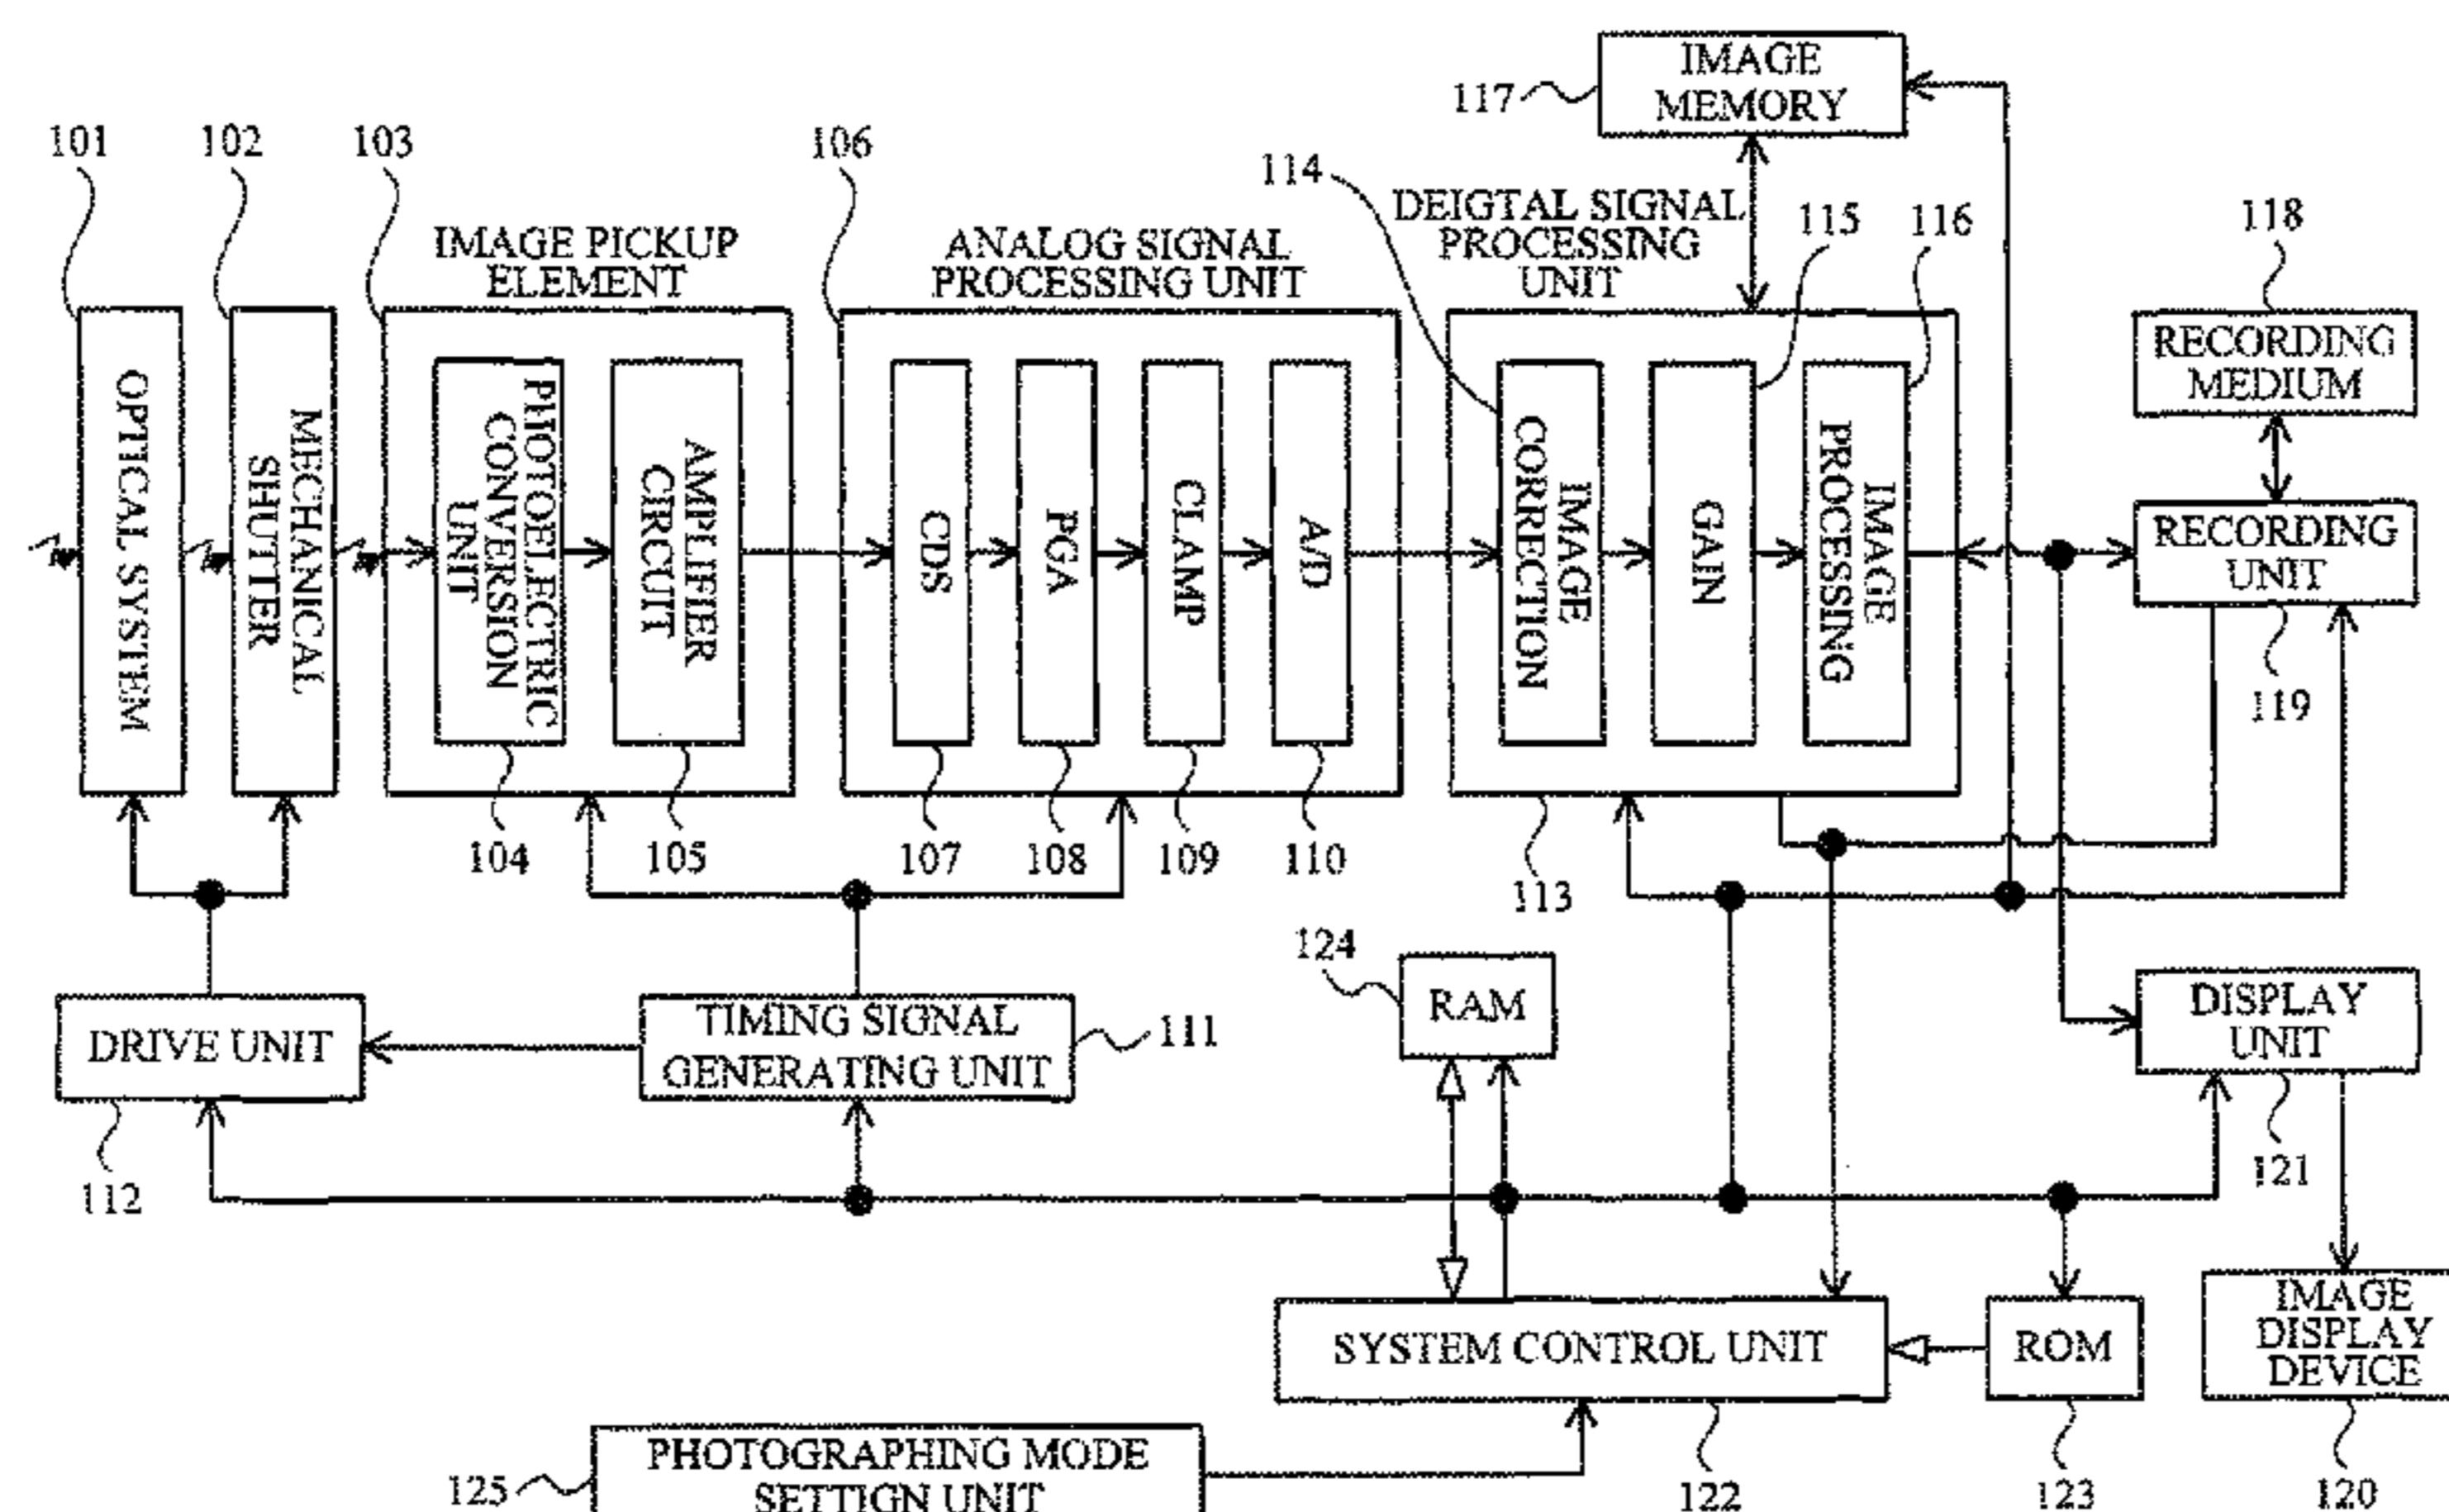 IMAGE
MEMORY
117
101
102
103
106
114
DEIGTAL SIGNAL
PROCESSING
UNIT
115
116
118
IMAGE PICKUP
ELEMENT
ANALOG SIGNAL
PROCESSING UNIT
RECORDING
MEDIUM
OPTICAL SYSTEM
MECHANICAL
SHUTTER
PHOTOELECTRIC
CONVERSION
UNIT
AMPLIFIER
CIRCUIT
CDS
PGA
CLAMP
A/D
IMAGE
CORRECTION
GAIN
IMAGE
PROCESSING
RECORDING
UNIT
119
104
105
107
108
109
110
113
124
RAM
DISPLAY
UNIT
DRIVE UNIT
TIMING SIGNAL
GENERATING UNIT
111
112
121
SYSTEM CONTROL UNIT
ROM
IMAGE
DISPLAY
DEVICE
PHOTOGRAPHING MODE
SETTIGN UNIT
125
122
123
120